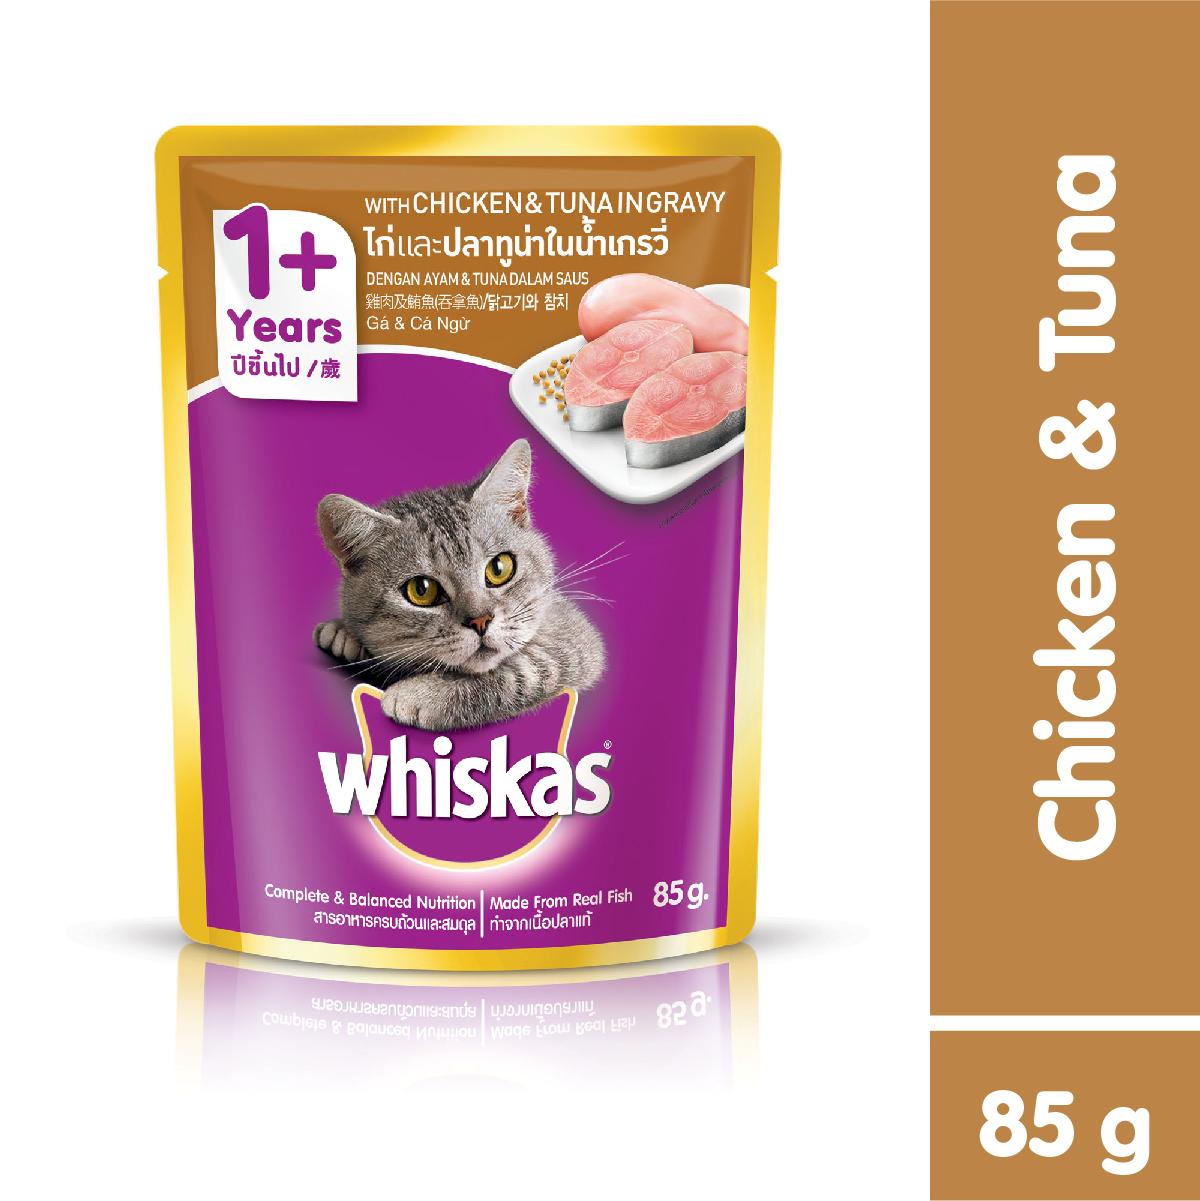 1+
Years
ปีขึ้นไป / 歲
WITH CHICKEN & TUNA IN GRAVY
ไก่และปลาทูน่าในน้ำเกรวี่
DENGAN AYAM & TUNA DALAM SAUS
雞肉及鮪魚(吞拿魚)/닭고기와 참치
Gá & Cá Ngừ
whiskas®
Complete & Balanced Nutrition
สารอาหารครบถ้วนและสมดุล
Made From Real Fish
ทำจากเนื้อปลาแท้
85 g.
Chicken & Tuna
85 g